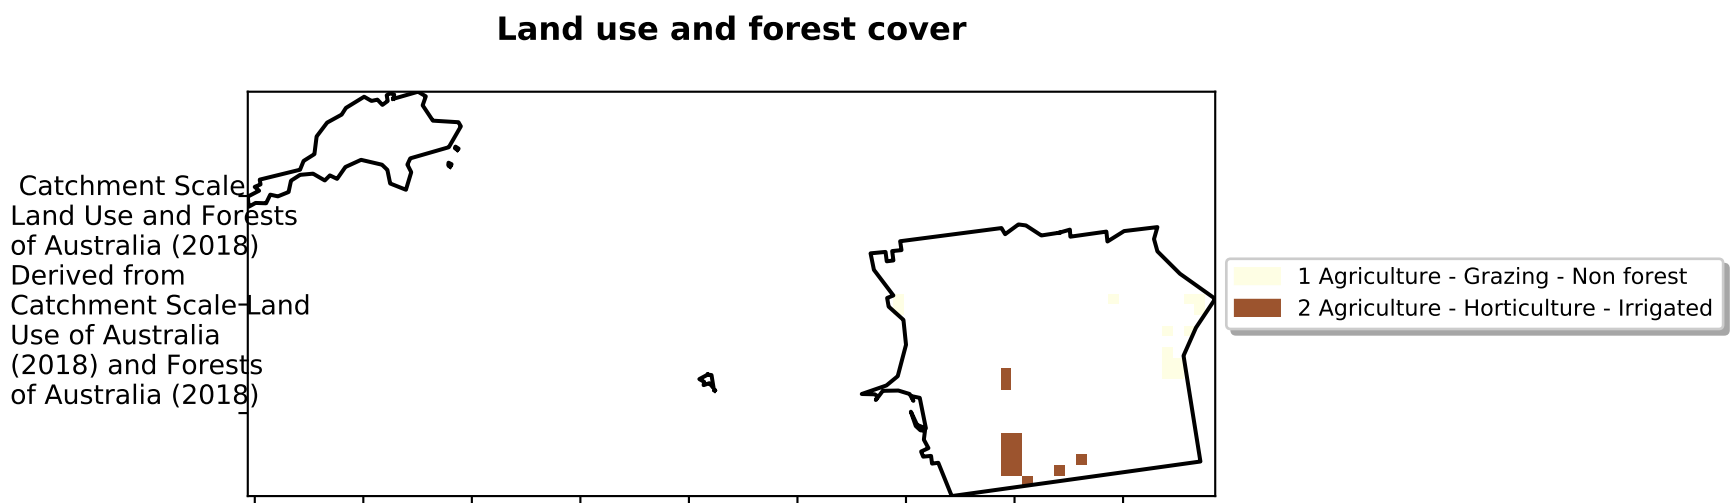 Land use and forest cover
Catchment Scale
Land Use and Forests
of Australia (2018)
Derived from
Catchment Scale Land
Use of Australia
(2018) and Forests
of Australia (2018)
1 Agriculture - Grazing - Non forest
2 Agriculture - Horticulture - Irrigated